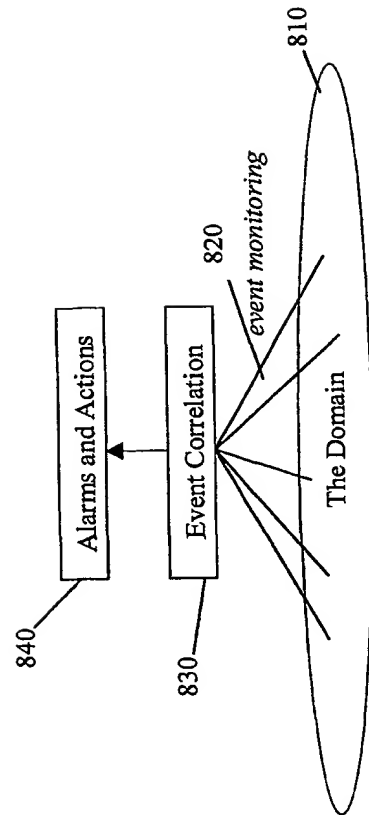 840
Alarms and Actions
830
Event Correlation
820
event monitoring
810
The Domain